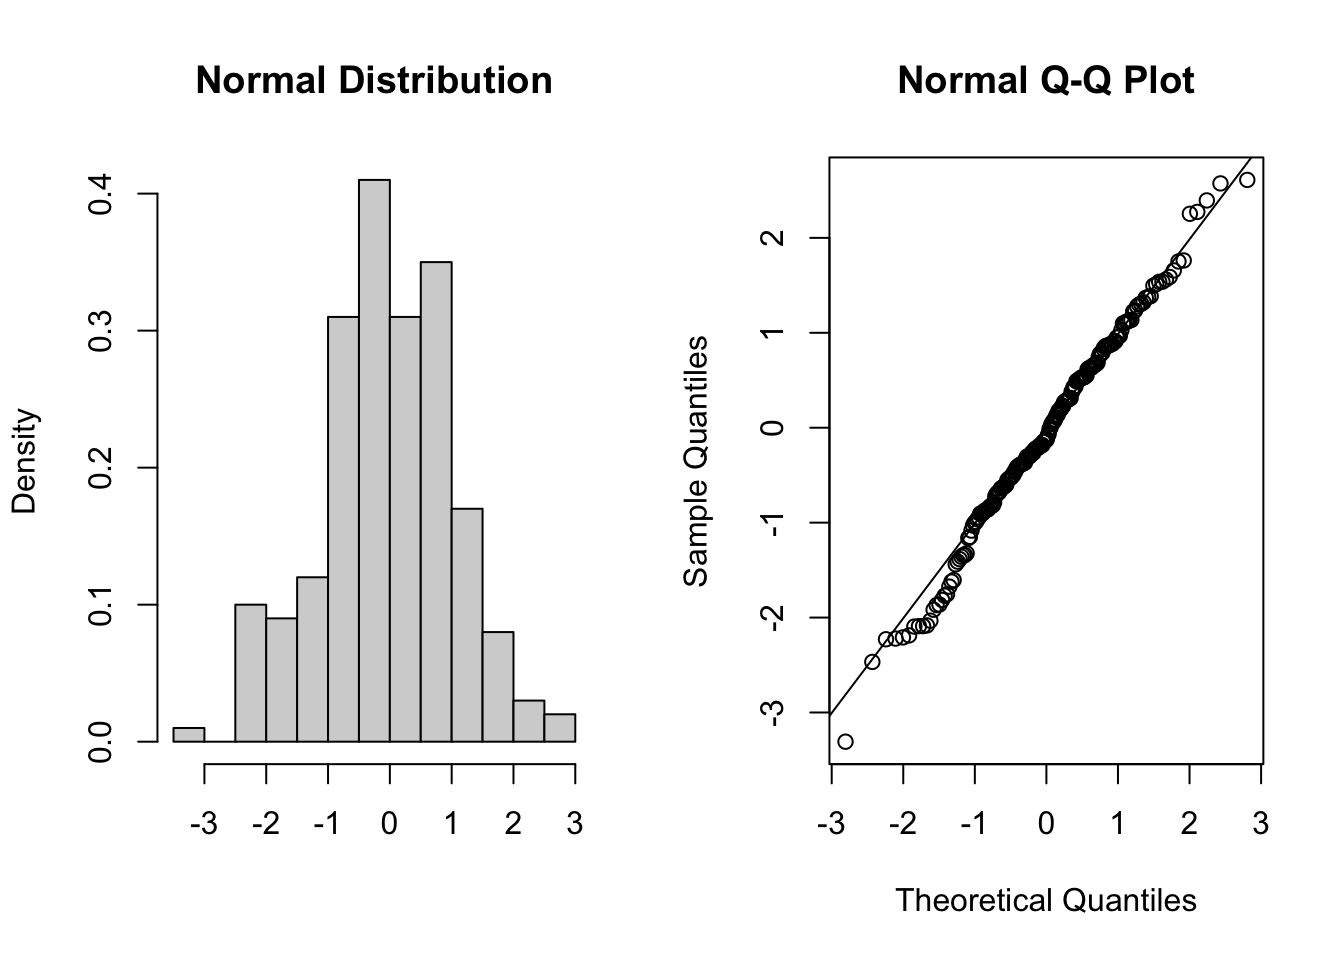 Normal Distribution
Density
0.0 0.1 0.2 0.3 0.4
-3 -2 -1 0 1 2 3
Normal Q-Q Plot
Sample Quantiles
-3 -2 -1 0 1 2
-3 -2 -1 0 1 2 3
Theoretical Quantiles